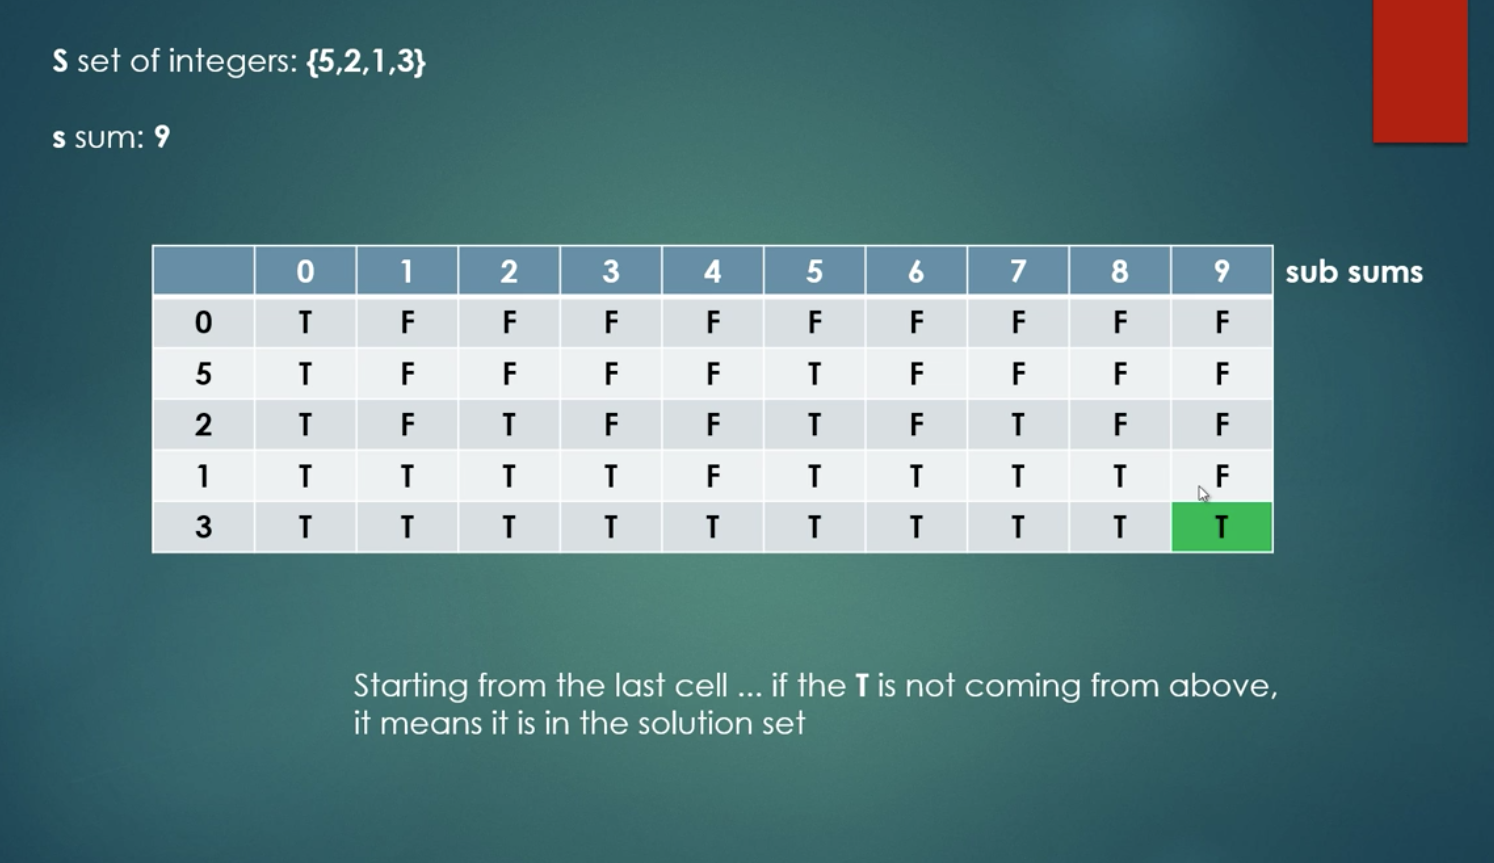 S set of integers: {5,2,1,3}
s sum: 9
0 1 2 3 4 5 6 7 8 9 sub sums
0 T F F F F F F F F F
5 T F F F F T F F F F
2 T F T F F T F T F F
1 T T T T F T T T T F
3 T T T T T T T T T T
Starting from the last cell ... if the T is not coming from above,
it means it is in the solution set